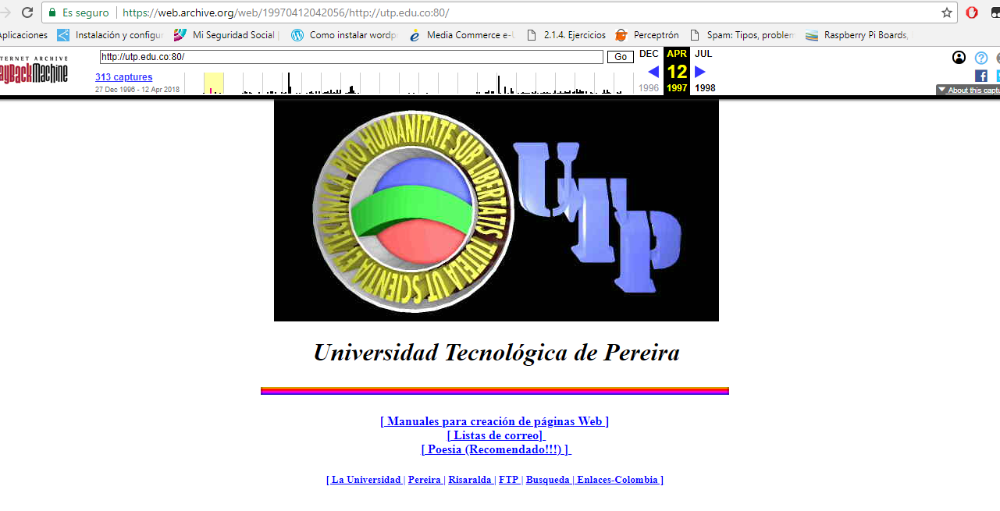 Es seguro | https://web.archive.org/web/19970412042056/http://utp.edu.co:80/
Aplicaciones Instalación y configur Mi Seguridad Social | Como instalar wordp Media Commerce e-L 2.1.4. Ejercicios Perceptrón Spam: Tipos, problem Raspberry Pi Boards,
INTERNET ARCHIVE
WayBackMachine
http://utp.edu.co:80/ Go
DEC APR JUL
313 captures
12
27 Dec 1996 - 12 Apr 2018
1996 1997 1998
f
About this captu
PRO HUMANITATE SUB LIBERTATIS TUTELA UT SCIENTIA ET TECHNICA
UTP
Universidad Tecnológica de Pereira
[ Manuales para creación de páginas Web ]
[ Listas de correo]
[ Poesia (Recomendado!!!) ]
[ La Universidad | Pereira | Risaralda | FTP | Busqueda | Enlaces-Colombia ]